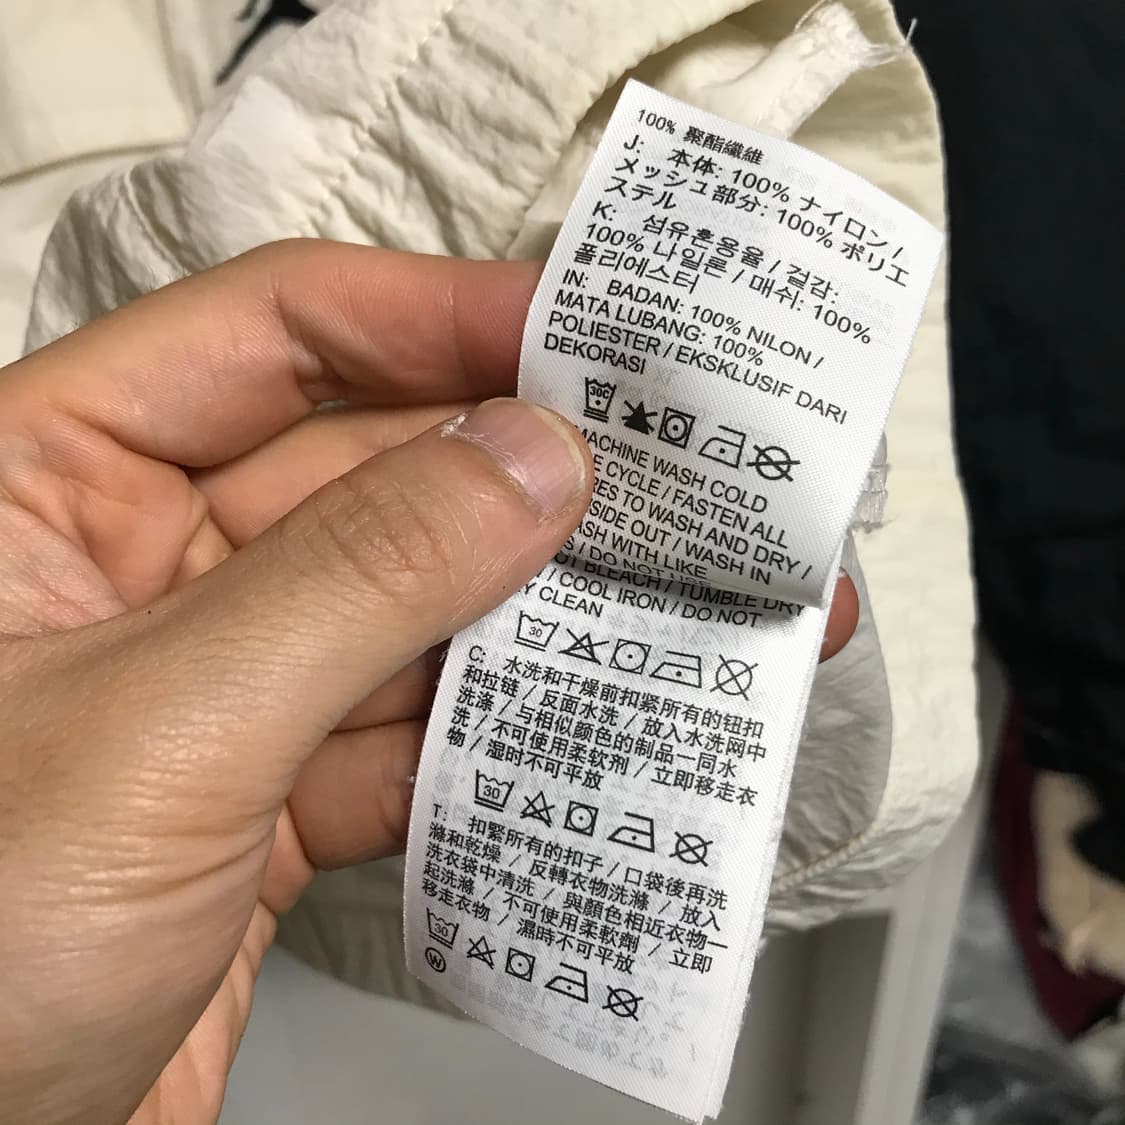 100% 聚酯纖維
J: 本体: 100% ナイロン /
メッシュ部分: 100% ポリエ
ステル
K: 섬유혼용율 / 겉감:
100% 나일론 / 매쉬: 100%
폴리에스터
IN: BADAN: 100% NILON /
MATA LUBANG: 100%
POLIESTER / EKSKLUSIF DARI
DEKORASI
30C
MACHINE WASH COLD
CYCLE / FASTEN ALL
TO WASH AND DRY /
OUT / WASH IN
WITH LIKE
/ DO NOT USE
BLEACH / TUMBLE DRY
/ COOL IRON / DO NOT
CLEAN
30
C: 水洗和干燥前扣紧所有的钮扣
和拉链 / 反面水洗 / 放入水洗网中
洗涤 / 与相似颜色的制品一同水
洗 / 不可使用柔软剂 / 立即移走衣
物 / 湿时不可平放
30
T: 扣緊所有的扣子 / 口袋後再洗
滌和乾燥 / 反轉衣物洗滌 / 放入
洗衣袋中清洗 / 與顏色相近衣物一
起洗滌 / 不可使用柔軟劑 / 立即
移走衣物 / 濕時不可平放
30
W